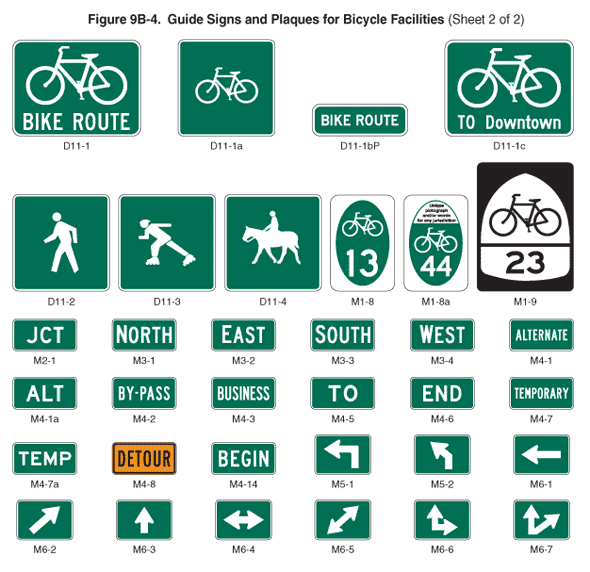 Figure 9B-4. Guide Signs and Plaques for Bicycle Facilities (Sheet 2 of 2)
BIKE ROUTE
D11-1
D11-1a
BIKE ROUTE
D11-1bP
TO Downtown
D11-1c
D11-2
D11-3
D11-4
13
M1-8
Unique
pictograph
and/or words
for any jurisdiction
44
M1-8a
23
M1-9
JCT
M2-1
NORTH
M3-1
EAST
M3-2
SOUTH
M3-3
WEST
M3-4
ALTERNATE
M4-1
ALT
M4-1a
BY-PASS
M4-2
BUSINESS
M4-3
TO
M4-5
END
M4-6
TEMPORARY
M4-7
TEMP
M4-7a
DETOUR
M4-8
BEGIN
M4-14
M5-1
M5-2
M6-1
M6-2
M6-3
M6-4
M6-5
M6-6
M6-7